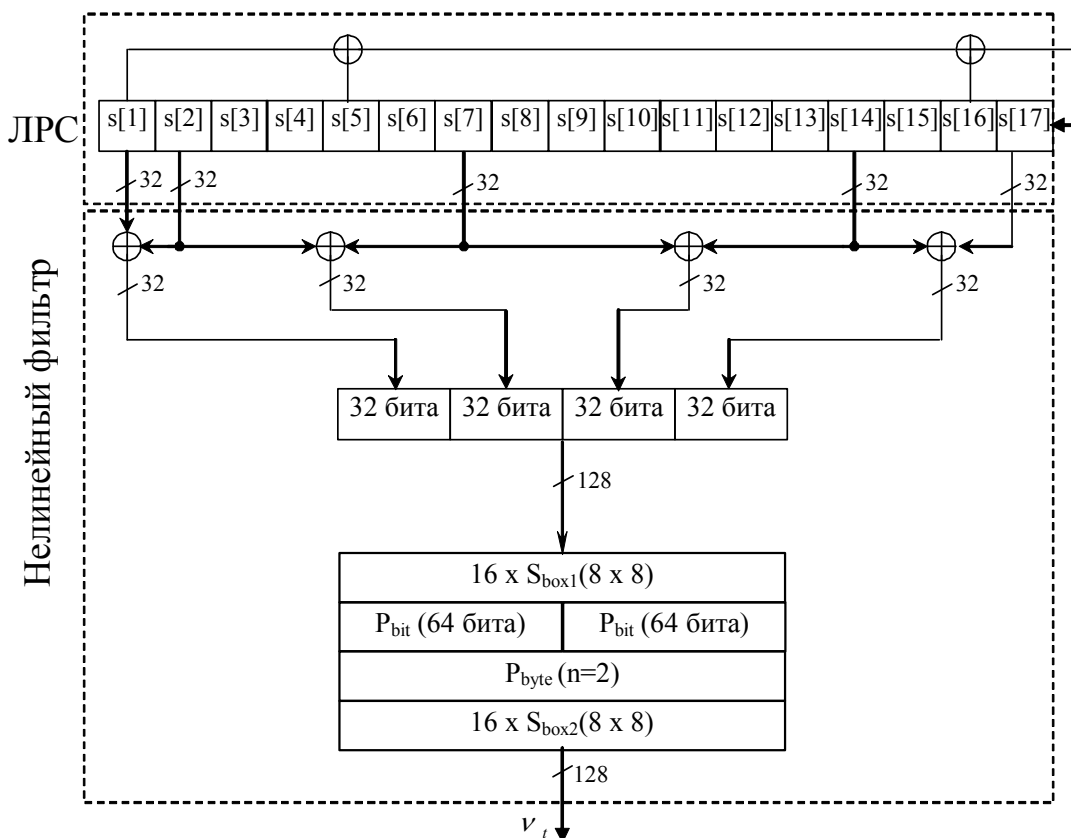 ЛРС
s[1] s[2] s[3] s[4] s[5] s[6] s[7] s[8] s[9] s[10] s[11] s[12] s[13] s[14] s[15] s[16] s[17]
32 32 32 32 32
Нелинейный фильтр
32 32 32 32
32 бита 32 бита 32 бита 32 бита
128
16 x Sbox1(8 x 8)
Pbit (64 бита) Pbit (64 бита)
Pbyte (n=2)
16 x Sbox2(8 x 8)
128
ν t